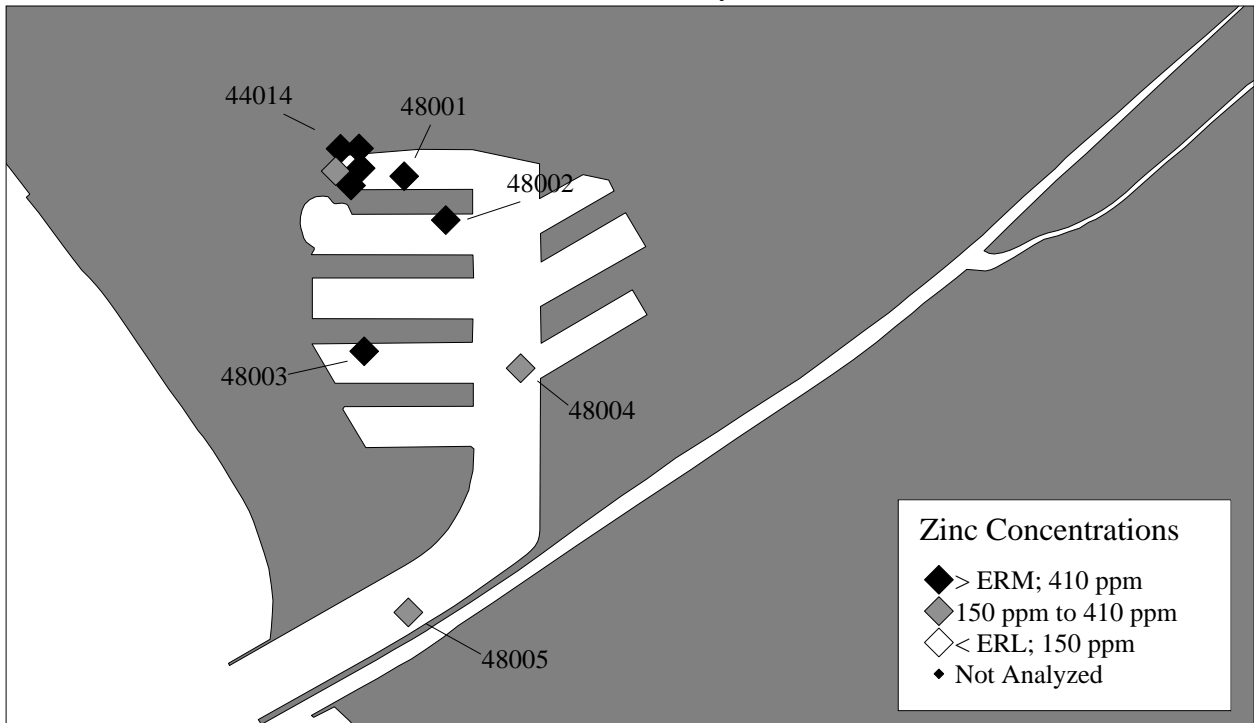 44014
48001
48002
48003
48004
48005
Zinc Concentrations
> ERM; 410 ppm
150 ppm to 410 ppm
< ERL; 150 ppm
Not Analyzed